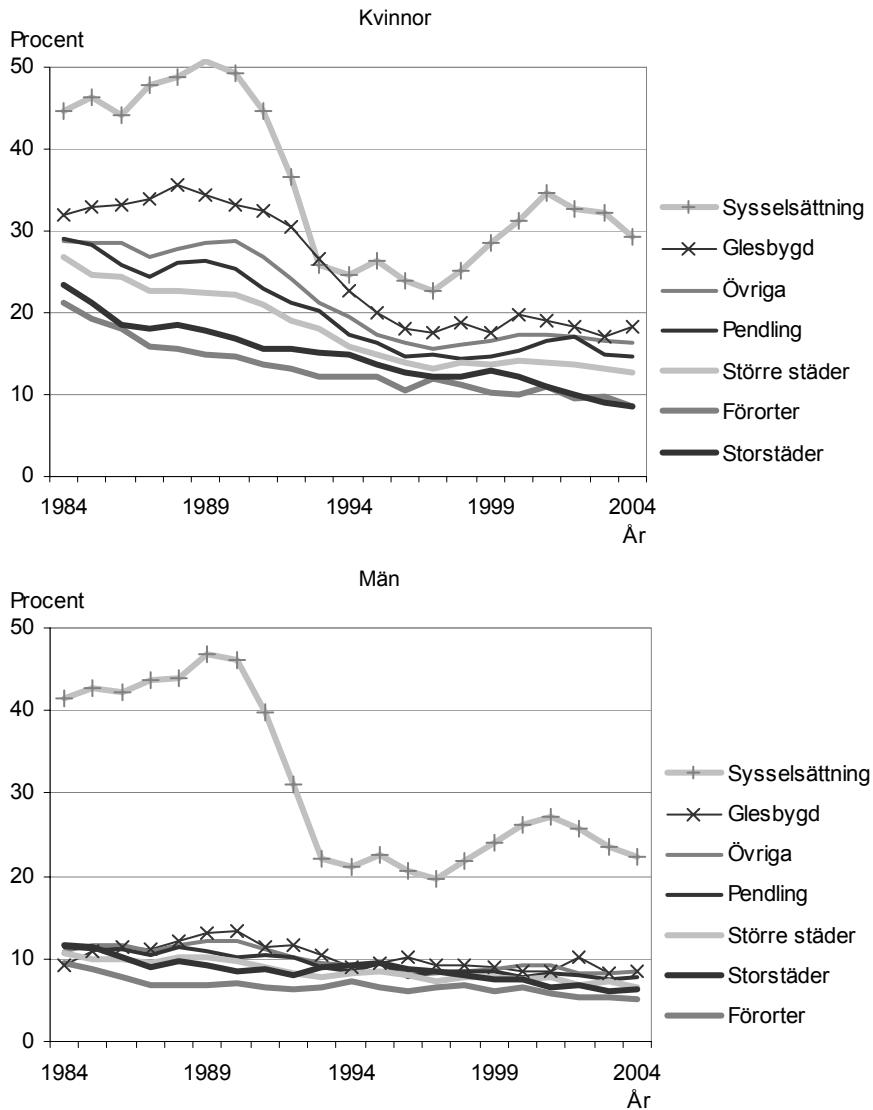 Kvinnor
Procent
50
40
30
20
10
0
1984 1989 1994 1999 2004
År
Sysselsättning
Glesbygd
Övriga
Pendling
Större städer
Förorter
Storstäder
Män
Procent
50
40
30
20
10
0
1984 1989 1994 1999 2004
År
Sysselsättning
Glesbygd
Övriga
Pendling
Större städer
Storstäder
Förorter